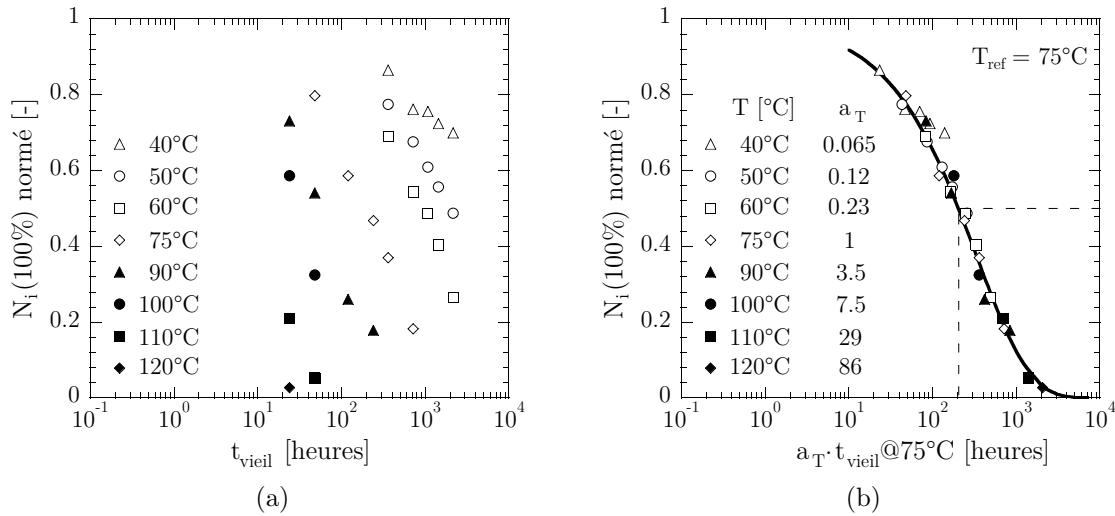 1
0.8
0.6
0.4
0.2
0
N_i(100%) normé [-]
40°C
50°C
60°C
75°C
90°C
100°C
110°C
120°C
10^-1 10^0 10^1 10^2 10^3 10^4
t_vieil [heures]
(a)
1
0.8
0.6
0.4
0.2
0
N_i(100%) normé [-]
T_ref = 75°C
T [°C] a_T
40°C 0.065
50°C 0.12
60°C 0.23
75°C 1
90°C 3.5
100°C 7.5
110°C 29
120°C 86
10^-1 10^0 10^1 10^2 10^3 10^4
a_T·t_vieil@75°C [heures]
(b)